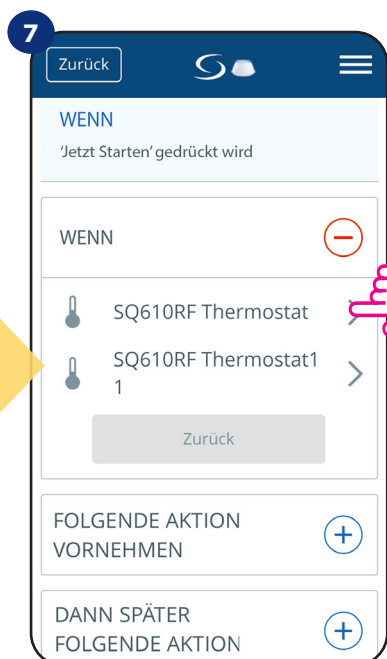 7
Zurück
WENN
'Jetzt Starten' gedrückt wird
WENN
SQ610RF Thermostat
SQ610RF Thermostat1
1
Zurück
FOLGENDE AKTION
VORNEHMEN
DANN SPÄTER
FOLGENDE AKTION